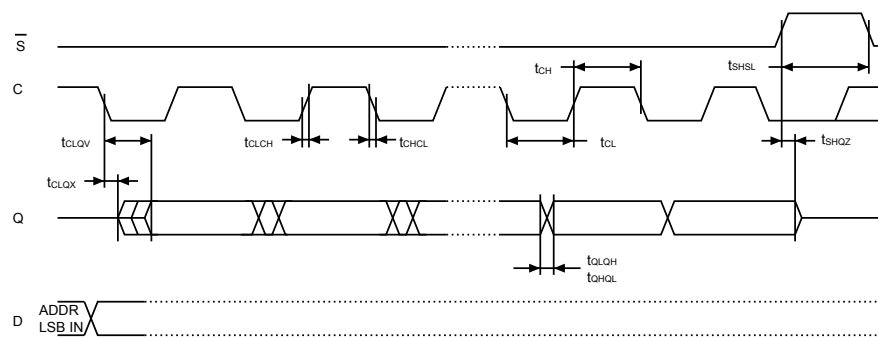 S
tCH
tSHSL
C
tCLQV
tCLCH
tCHCL
tCL
tSHQZ
tCLQX
Q
tQLQH
tQHQL
ADDR
D
LSB IN